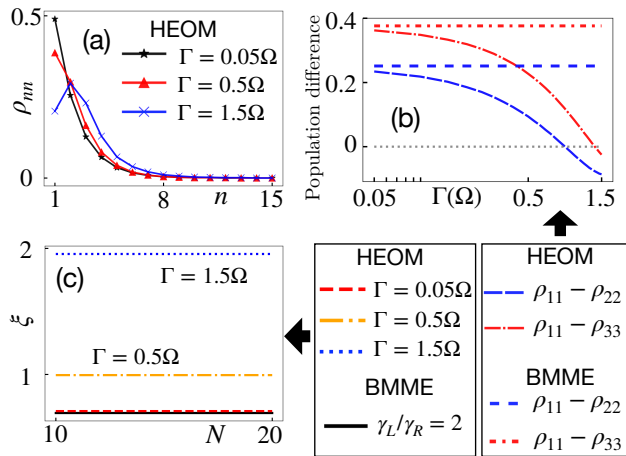 0.5
0
ρnn
(a)
HEOM
Γ = 0.05Ω
Γ = 0.5Ω
Γ = 1.5Ω
1
8
n
15
Population difference
0.4
0.2
0
(b)
0.05
Γ(Ω)
0.5
1.5
2
1
ξ
(c)
Γ = 1.5Ω
Γ = 0.5Ω
10
N
20
HEOM
Γ = 0.05Ω
Γ = 0.5Ω
Γ = 1.5Ω
BMME
γL/γR = 2
HEOM
ρ11 − ρ22
ρ11 − ρ33
BMME
ρ11 − ρ22
ρ11 − ρ33